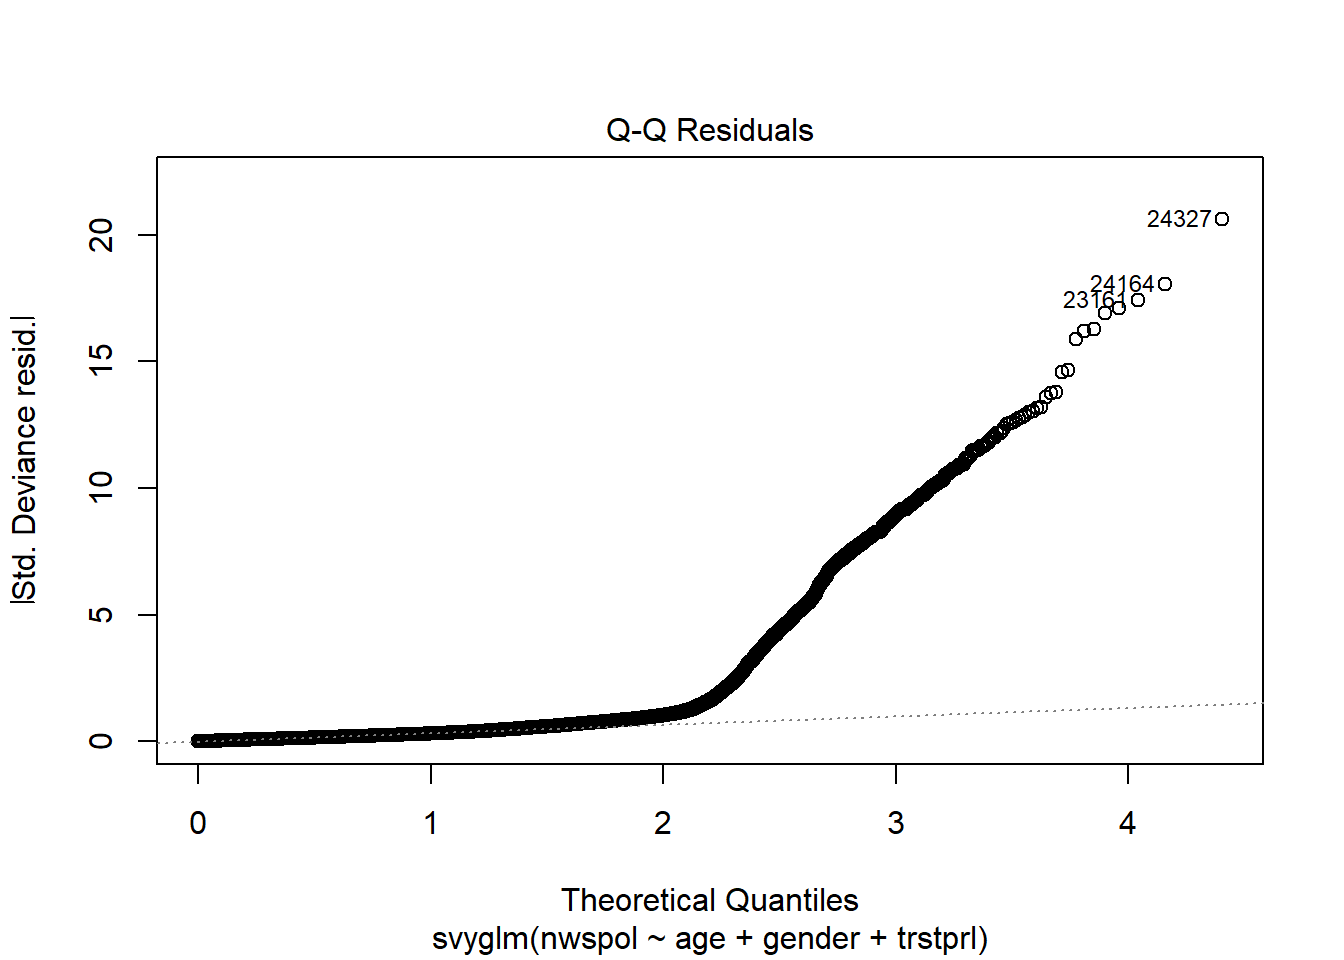 Q-Q Residuals
|Std. Deviance resid.|
20
15
10
5
0
24327
24164
23161
0 1 2 3 4
Theoretical Quantiles
svyglm(nwspol ~ age + gender + trstprl)